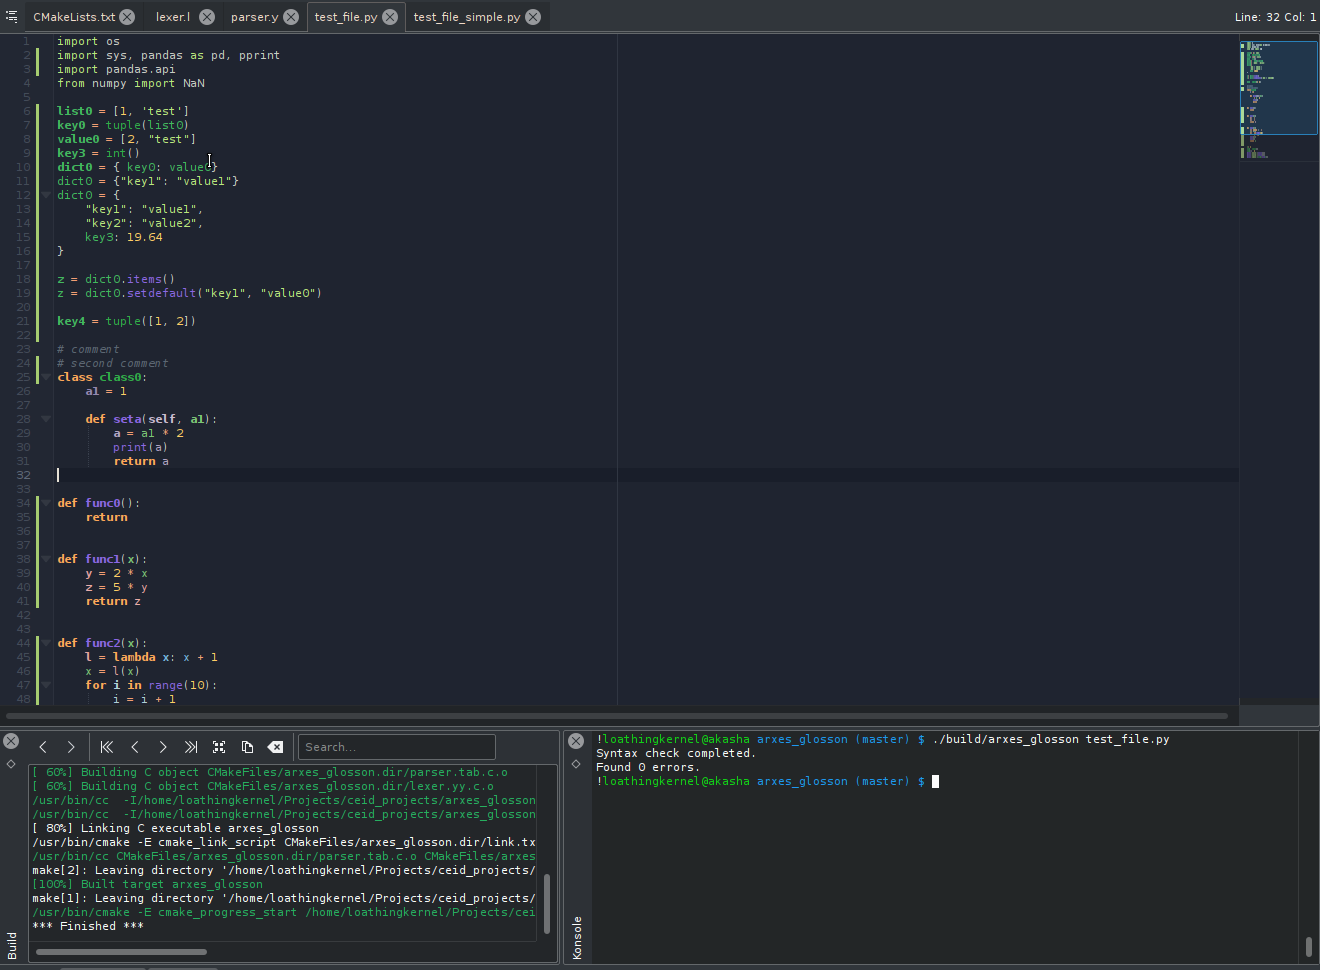 CMakeLists.txt lexer.l parser.y test_file.py test_file_simple.py Line: 32 Col: 1
1 import os
2 import sys, pandas as pd, pprint
3 import pandas.api
4 from numpy import NaN
5
6 list0 = [1, 'test']
7 key0 = tuple(list0)
8 value0 = [2, "test"]
9 key3 = int()
10 dict0 = { key0: value0}
11 dict0 = {"key1": "value1"}
12 dict0 = {
13 "key1": "value1",
14 "key2": "value2",
15 key3: 19.64
16 }
17
18 z = dict0.items()
19 z = dict0.setdefault("key1", "value0")
20
21 key4 = tuple([1, 2])
22
23 # comment
24 # second comment
25 class class0:
26 a1 = 1
27
28 def seta(self, a1):
29 a = a1 * 2
30 print(a)
31 return a
32
33
34 def func0():
35 return
36
37
38 def func1(x):
39 y = 2 * x
40 z = 5 * y
41 return z
42
43
44 def func2(x):
45 l = lambda x: x + 1
46 x = l(x)
47 for i in range(10):
48 i = i + 1
Search...
[ 60%] Building C object CMakeFiles/arxes_glosson.dir/parser.tab.c.o
[ 60%] Building C object CMakeFiles/arxes_glosson.dir/lexer.yy.c.o
/usr/bin/cc -I/home/loathingkernel/Projects/ceid_projects/arxes_glosson
/usr/bin/cc -I/home/loathingkernel/Projects/ceid_projects/arxes_glosson
[ 80%] Linking C executable arxes_glosson
/usr/bin/cmake -E cmake_link_script CMakeFiles/arxes_glosson.dir/link.tx
/usr/bin/cc CMakeFiles/arxes_glosson.dir/parser.tab.c.o CMakeFiles/arxes
make[2]: Leaving directory '/home/loathingkernel/Projects/ceid_projects/
[100%] Built target arxes_glosson
make[1]: Leaving directory '/home/loathingkernel/Projects/ceid_projects/
/usr/bin/cmake -E cmake_progress_start /home/loathingkernel/Projects/cei
*** Finished ***
Build
!loathingkernel@akasha arxes_glosson (master) $ ./build/arxes_glosson test_file.py
Syntax check completed.
Found 0 errors.
!loathingkernel@akasha arxes_glosson (master) $
Konsole